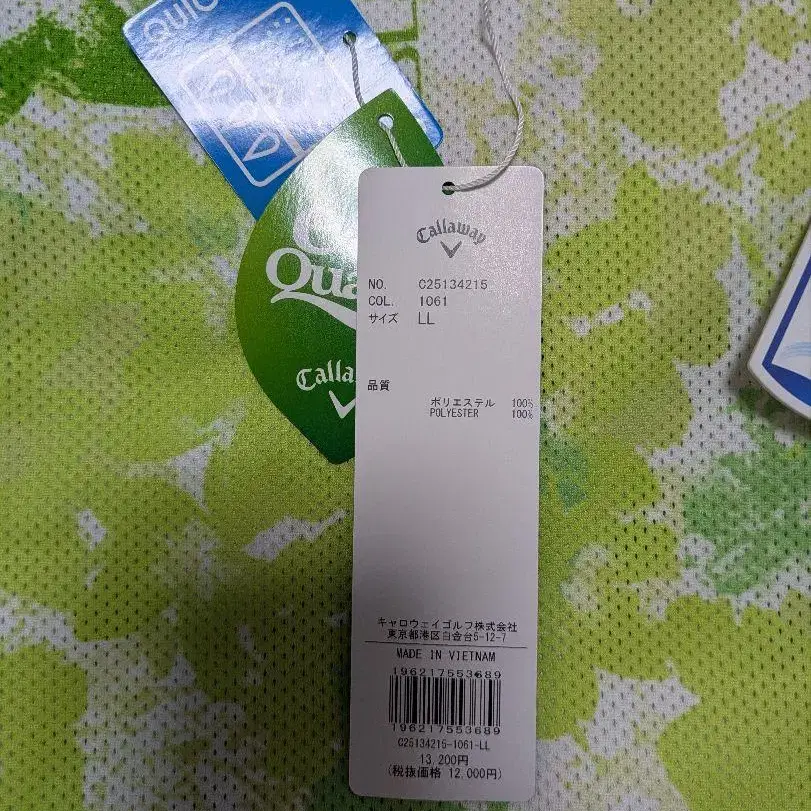 QUIC
Qua
Calla
Callaway
NO. C25134215
COL. 1061
サイズ LL
品質
ポリエステル 100%
POLYESTER 100%
キャロウェイゴルフ株式会社
東京都港区白金台5-12-7
MADE IN VIETNAM
196217553689
196217553689
C25134215-1061-LL
13,200円
(税抜価格 12,000円)